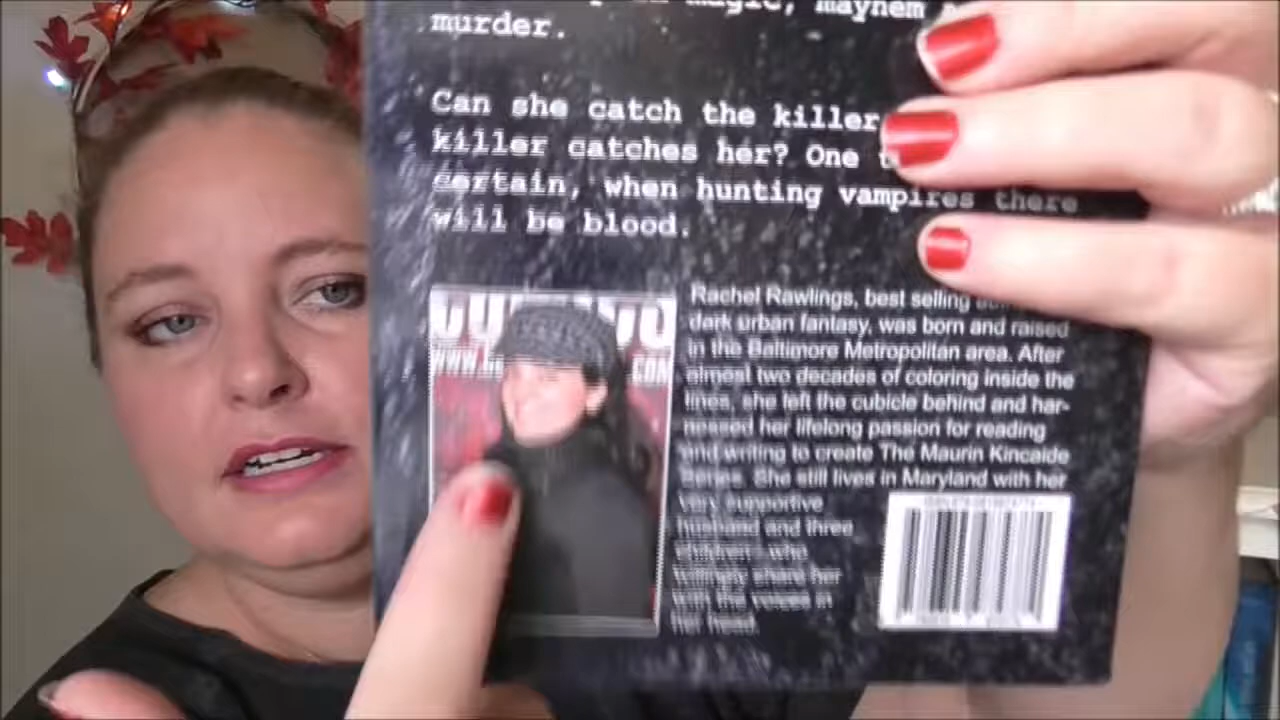 magic, mayhem
murder.
Can she catch the killer
killer catches her? One
certain, when hunting vampires there
will be blood.
Rachel Rawlings, best selling
dark urban fantasy, was born and raised
in the Baltimore Metropolitan area. After
almost two decades of coloring inside the
lines, she left the cubicle behind and har-
nessed her lifelong passion for reading
and writing to create The Maurin Kincaide
Series. She still lives in Maryland with her
very supportive
husband and three
children who
willingly share her
with the voices in
her head.
WWW.
COM